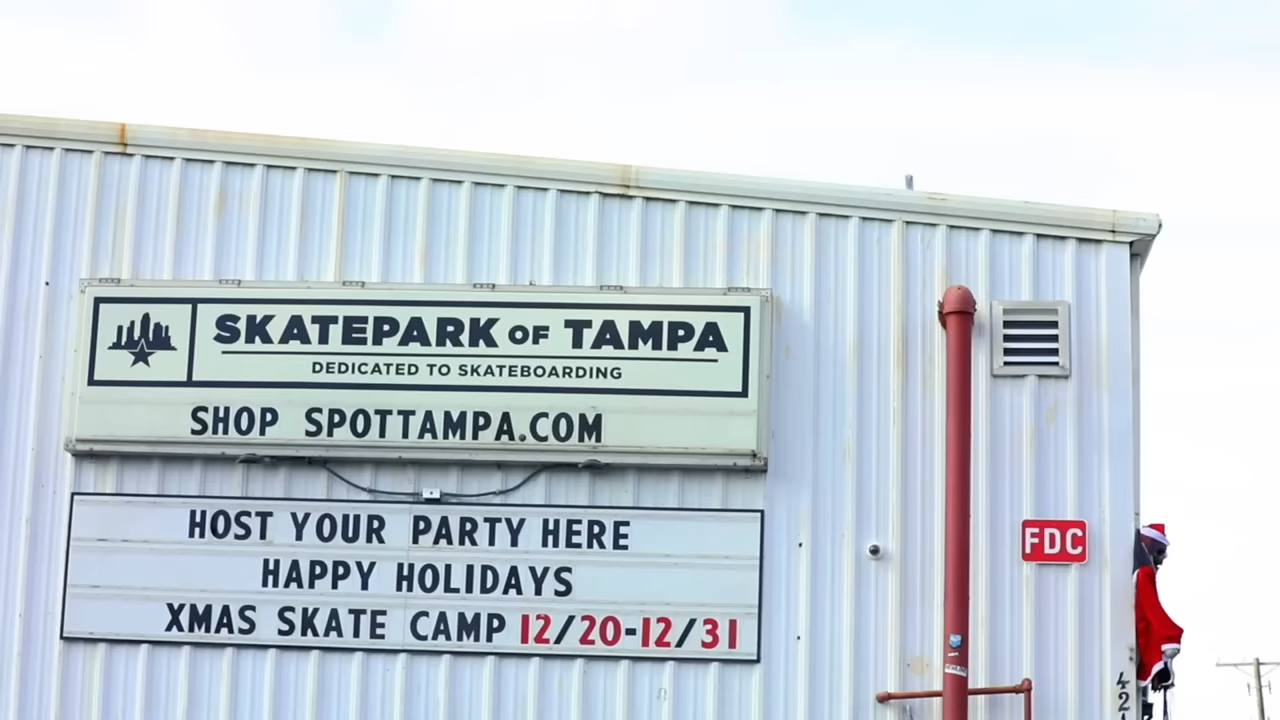 SKATEPARK OF TAMPA
DEDICATED TO SKATEBOARDING
SHOP SPOTTAMPA.COM
HOST YOUR PARTY HERE
HAPPY HOLIDAYS
XMAS SKATE CAMP 12/20-12/31
FDC